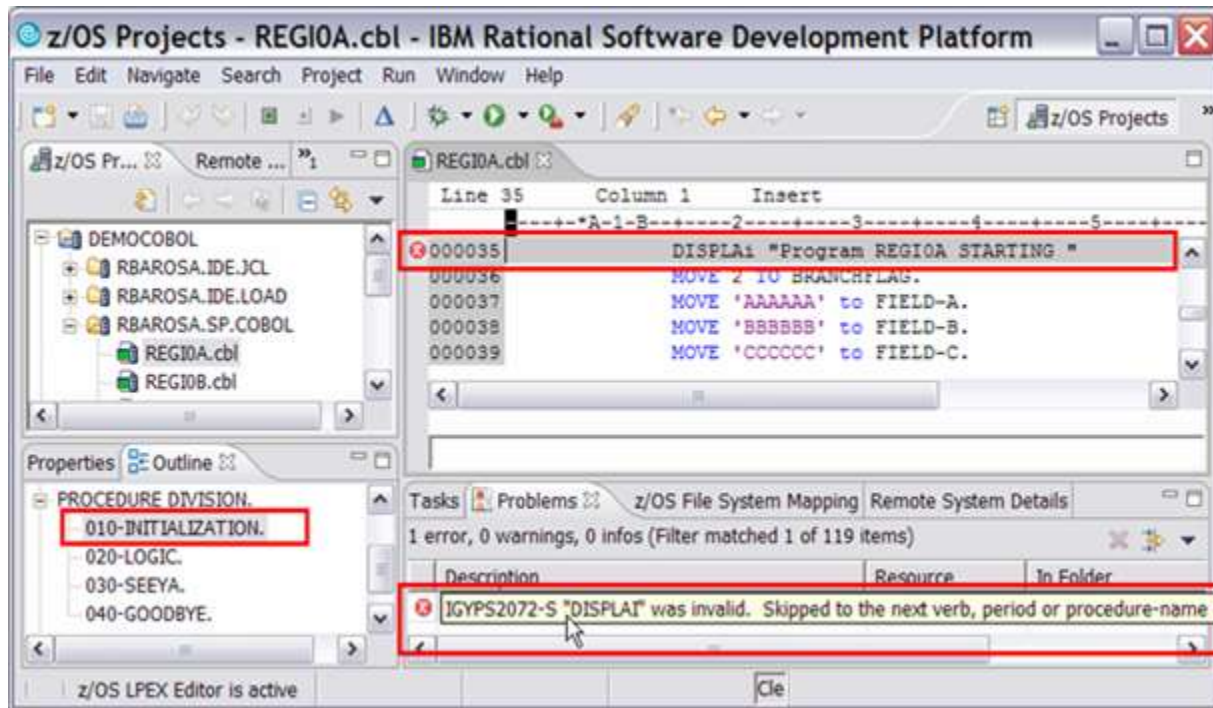 z/OS Projects - REGI0A.cbl - IBM Rational Software Development Platform
File Edit Navigate Search Project Run Window Help
z/OS Projects »
z/OS Pr... Remote ... »1
DEMOCOBOL
RBAROSA.IDE.JCL
RBAROSA.IDE.LOAD
RBAROSA.SP.COBOL
REGI0A.cbl
REGI0B.cbl
REGI0A.cbl
Line 35 Column 1 Insert
----+-*A-1-B--+----2----+----3----+----4----+----5----+----
000035 DISPLAi "Program REGI0A STARTING "
000036 MOVE 2 TO BRANCHFLAG.
000037 MOVE 'AAAAAA' to FIELD-A.
000038 MOVE 'BBBBBB' to FIELD-B.
000039 MOVE 'CCCCCC' to FIELD-C.
Properties Outline
PROCEDURE DIVISION.
010-INITIALIZATION.
020-LOGIC.
030-SEEYA.
040-GOODBYE.
Tasks Problems z/OS File System Mapping Remote System Details
1 error, 0 warnings, 0 infos (Filter matched 1 of 119 items)
Description Resource In Folder
IGYPS2072-S "DISPLAI" was invalid. Skipped to the next verb, period or procedure-name
z/OS LPEX Editor is active
Cle